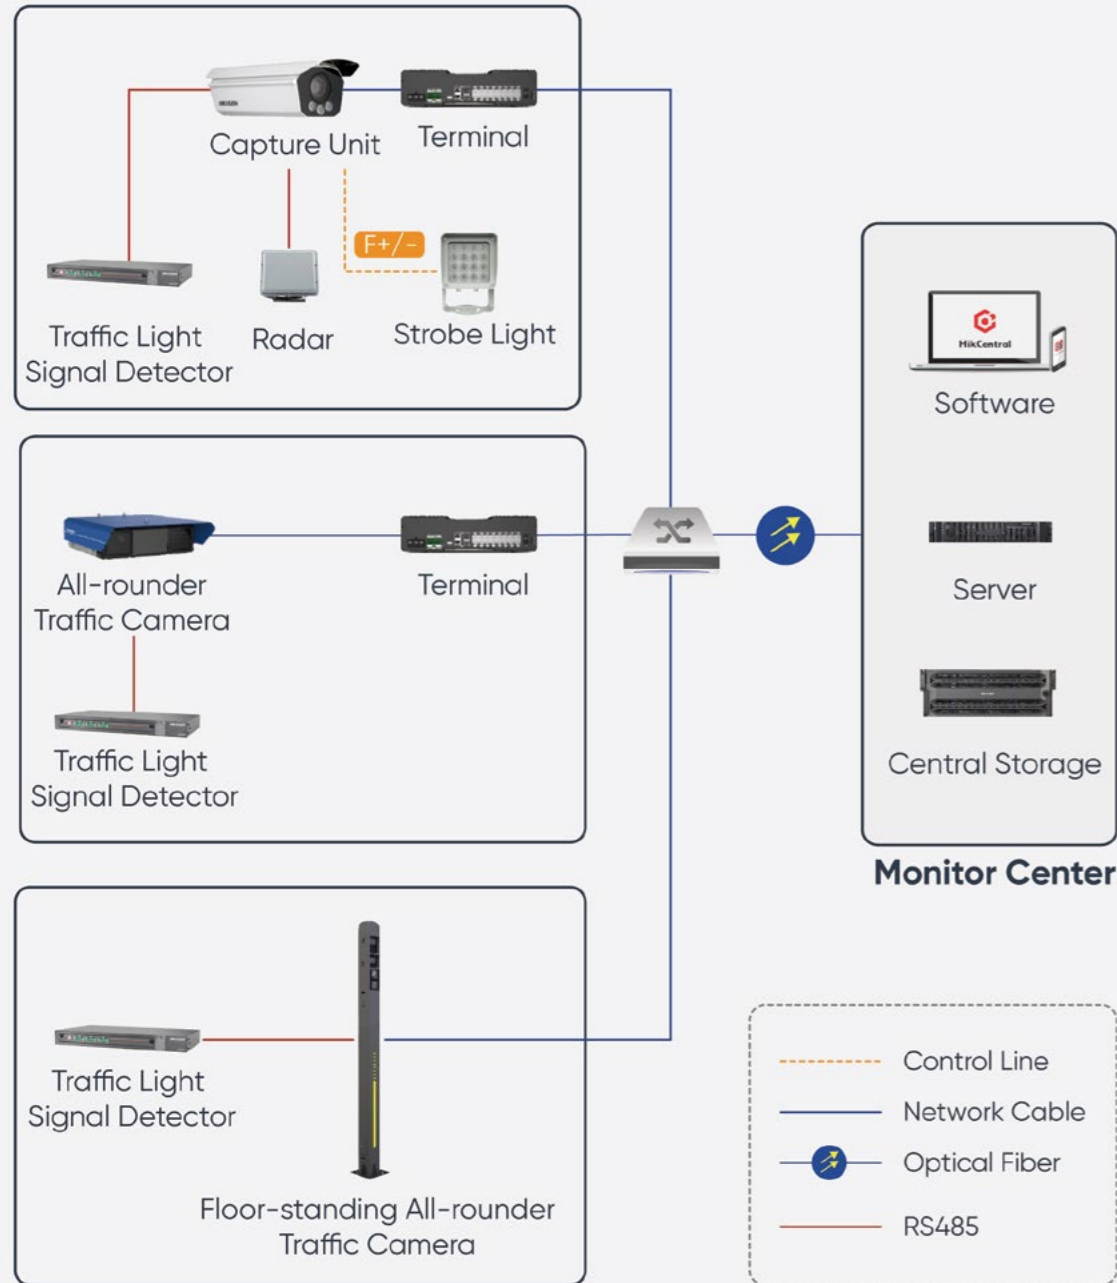 Capture Unit
Terminal
F+/-
Traffic Light
Signal Detector
Radar
Strobe Light
All-rounder
Traffic Camera
Terminal
Traffic Light
Signal Detector
HikCentral
Software
Server
Central Storage
Monitor Center
Traffic Light
Signal Detector
Floor-standing All-rounder
Traffic Camera
Control Line
Network Cable
Optical Fiber
RS485